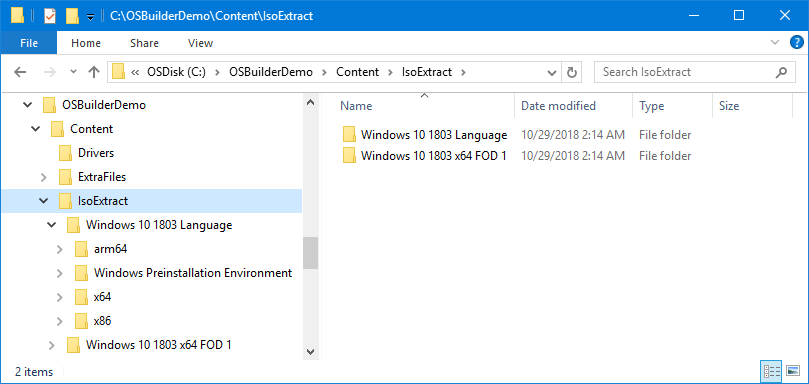 C:\OSBuilderDemo\Content\IsoExtract
File Home Share View
OSDisk (C:) OSBuilderDemo Content IsoExtract Search IsoExtract
OSBuilderDemo
Content
Drivers
ExtraFiles
IsoExtract
Windows 10 1803 Language
arm64
Windows Preinstallation Environment
x64
x86
Windows 10 1803 x64 FOD 1
Name Date modified Type Size
Windows 10 1803 Language 10/29/2018 2:14 AM File folder
Windows 10 1803 x64 FOD 1 10/29/2018 2:14 AM File folder
2 items